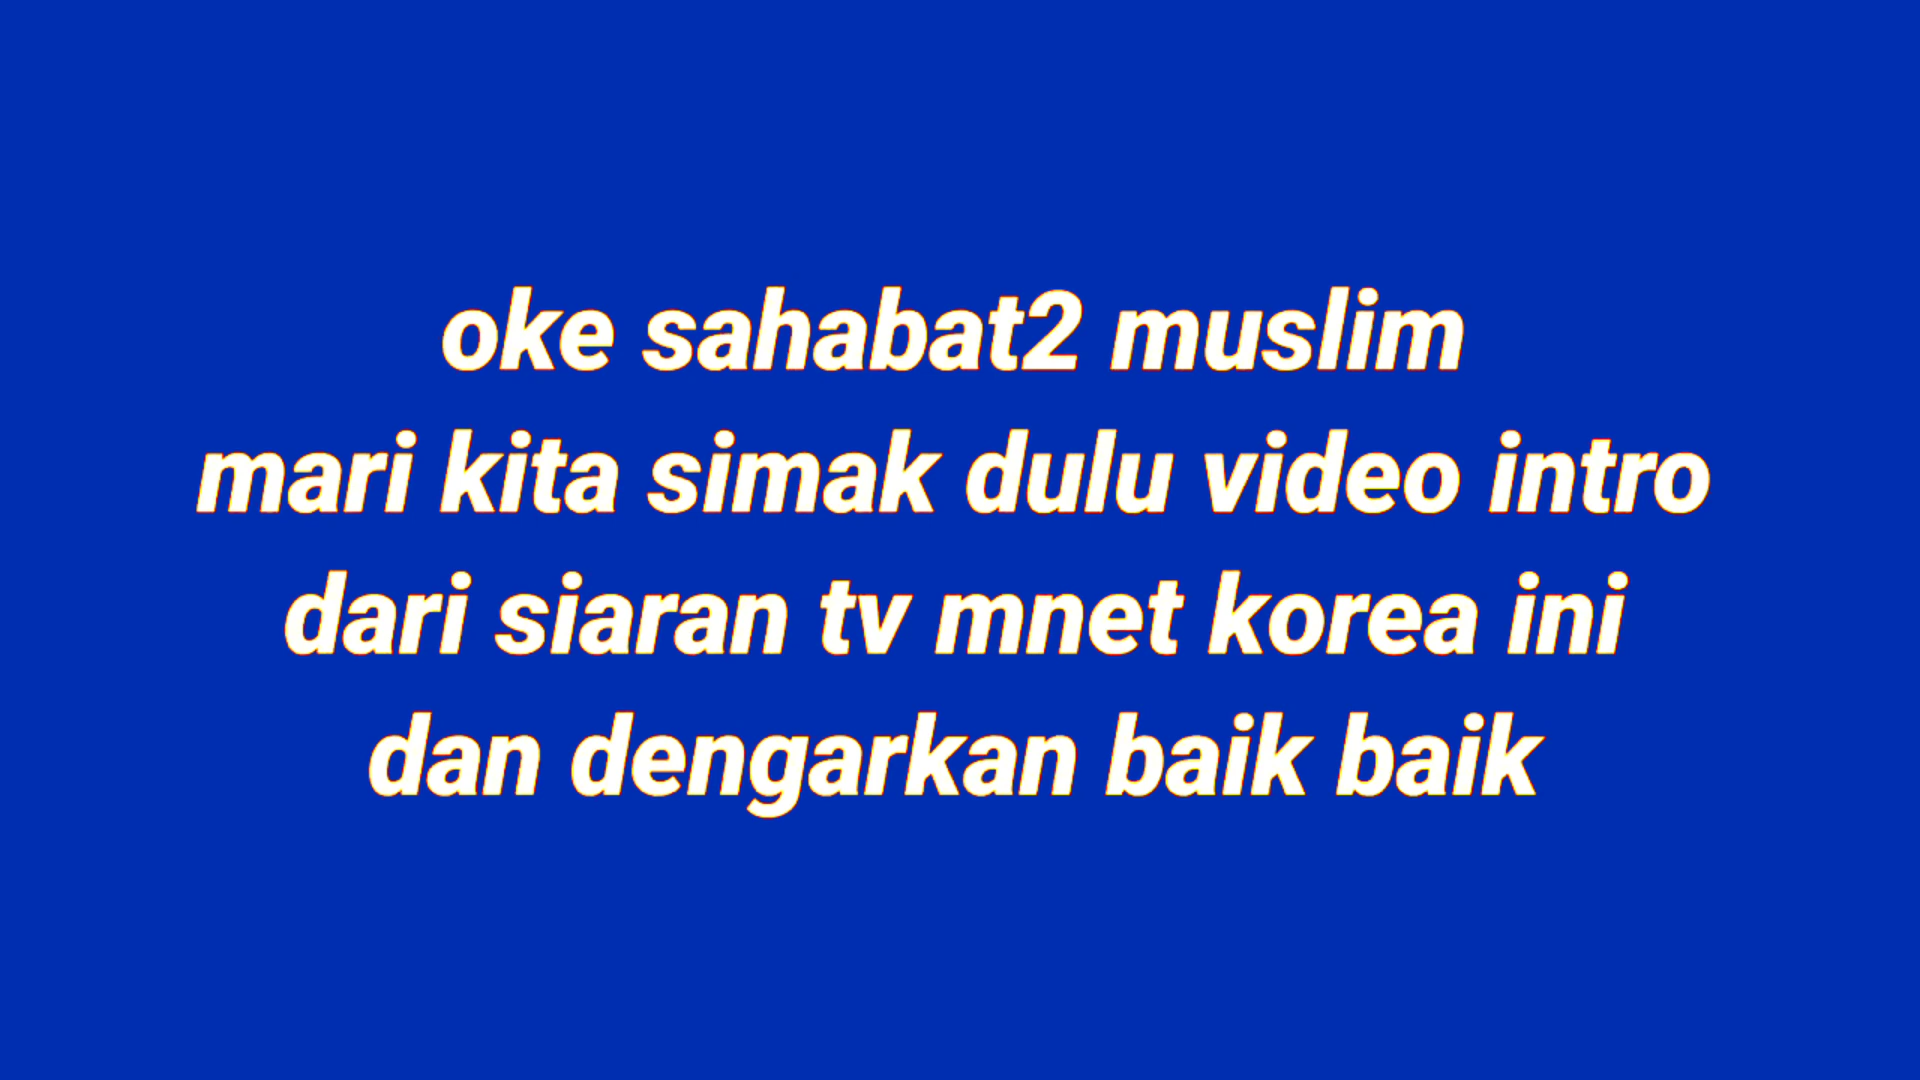 oke sahabat2 muslim
mari kita simak dulu video intro
dari siaran tv mnet korea ini
dan dengarkan baik baik